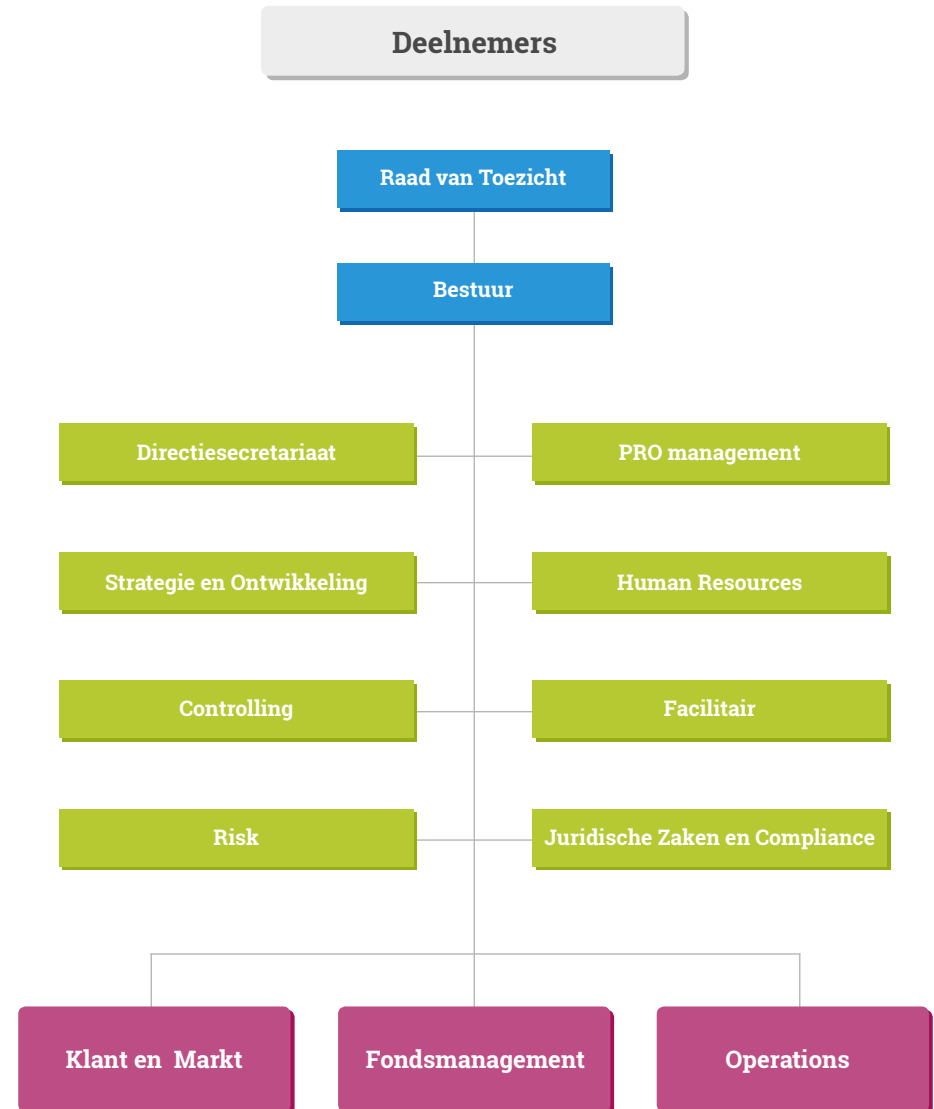 Deelnemers
Raad van Toezicht
Bestuur
Directiesecretariaat
PRO management
Strategie en Ontwikkeling
Human Resources
Controlling
Facilitair
Risk
Juridische Zaken en Compliance
Klant en Markt
Fondsmanagement
Operations